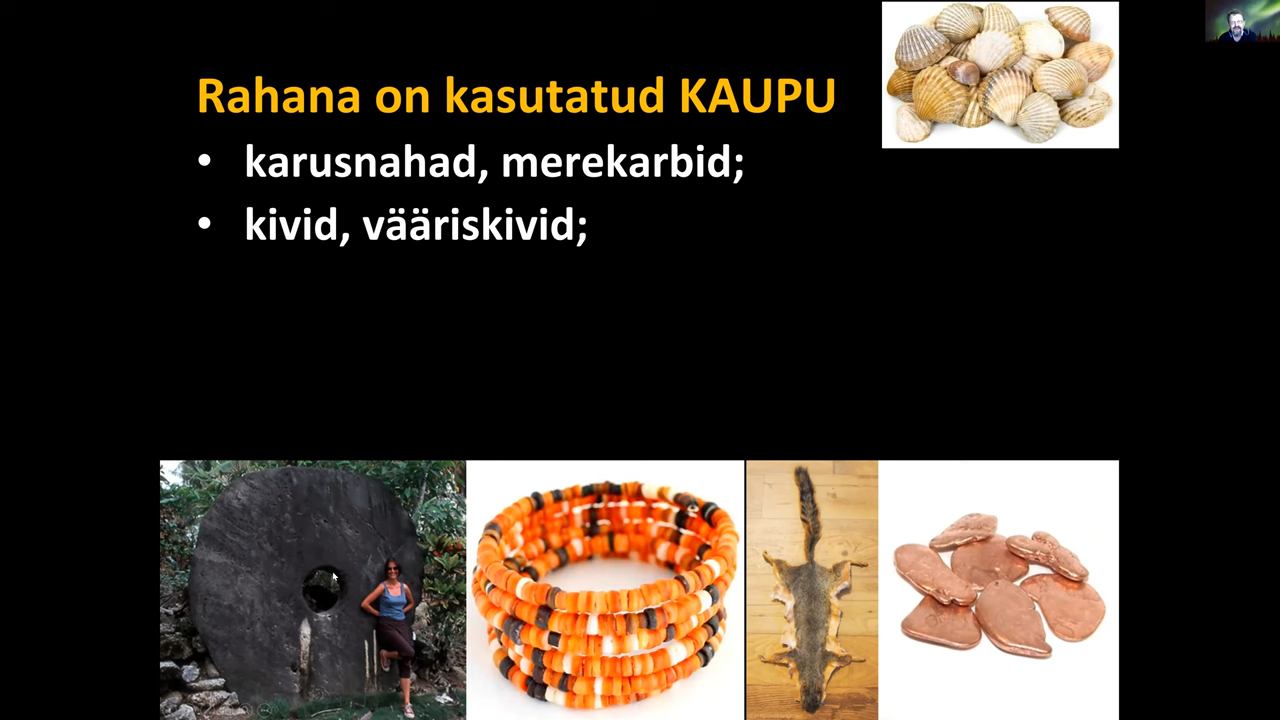 Rahana on kasutatud KAUPU
• karusnahad, merekarbid;
• kivid, vääriskivid;